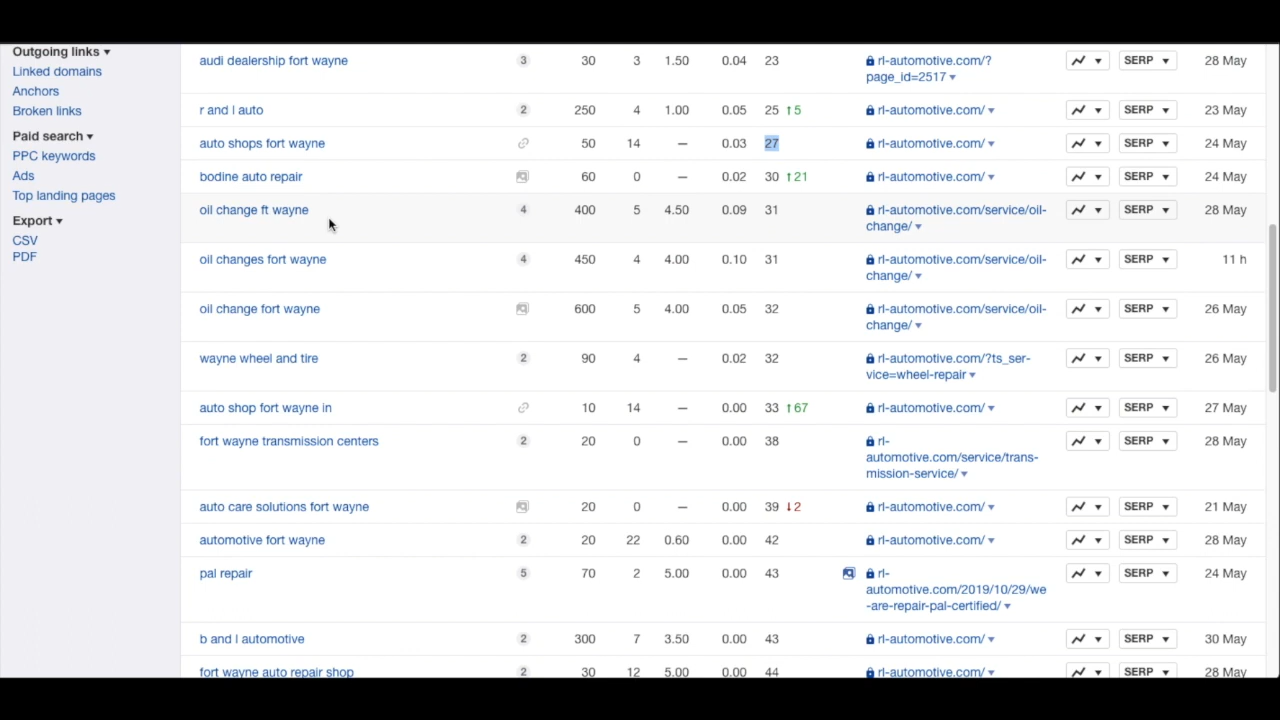 Outgoing links ▾
Linked domains
Anchors
Broken links
Paid search ▾
PPC keywords
Ads
Top landing pages
Export ▾
CSV
PDF
audi dealership fort wayne 3 30 3 1.50 0.04 23 rl-automotive.com/? SERP ▾ 28 May
page_id=2517 ▾
r and l auto 2 250 4 1.00 0.05 25 ↑5 rl-automotive.com/ ▾ SERP ▾ 23 May
auto shops fort wayne 50 14 — 0.03 27 rl-automotive.com/ ▾ SERP ▾ 24 May
bodine auto repair 60 0 — 0.02 30 ↑21 rl-automotive.com/ ▾ SERP ▾ 24 May
oil change ft wayne 4 400 5 4.50 0.09 31 rl-automotive.com/service/oil- SERP ▾ 28 May
change/ ▾
oil changes fort wayne 4 450 4 4.00 0.10 31 rl-automotive.com/service/oil- SERP ▾ 11 h
change/ ▾
oil change fort wayne 600 5 4.00 0.05 32 rl-automotive.com/service/oil- SERP ▾ 26 May
change/ ▾
wayne wheel and tire 2 90 4 — 0.02 32 rl-automotive.com/?ts_ser- SERP ▾ 26 May
vice=wheel-repair ▾
auto shop fort wayne in 10 14 — 0.00 33 ↑67 rl-automotive.com/ ▾ SERP ▾ 27 May
fort wayne transmission centers 2 20 0 — 0.00 38 rl- SERP ▾ 28 May
automotive.com/service/trans-
mission-service/ ▾
auto care solutions fort wayne 20 0 — 0.00 39 ↓2 rl-automotive.com/ ▾ SERP ▾ 21 May
automotive fort wayne 2 20 22 0.60 0.00 42 rl-automotive.com/ ▾ SERP ▾ 28 May
pal repair 5 70 2 5.00 0.00 43 rl- SERP ▾ 24 May
automotive.com/2019/10/29/we
-are-repair-pal-certified/ ▾
b and l automotive 2 300 7 3.50 0.00 43 rl-automotive.com/ ▾ SERP ▾ 30 May
fort wayne auto repair shop 2 30 12 5.00 0.00 44 rl-automotive.com/ ▾ SERP ▾ 28 May